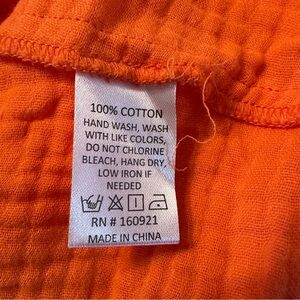 100% COTTON
HAND WASH, WASH
WITH LIKE COLORS,
DO NOT CHLORINE
BLEACH, HANG DRY,
LOW IRON IF
NEEDED
RN # 160921
MADE IN CHINA